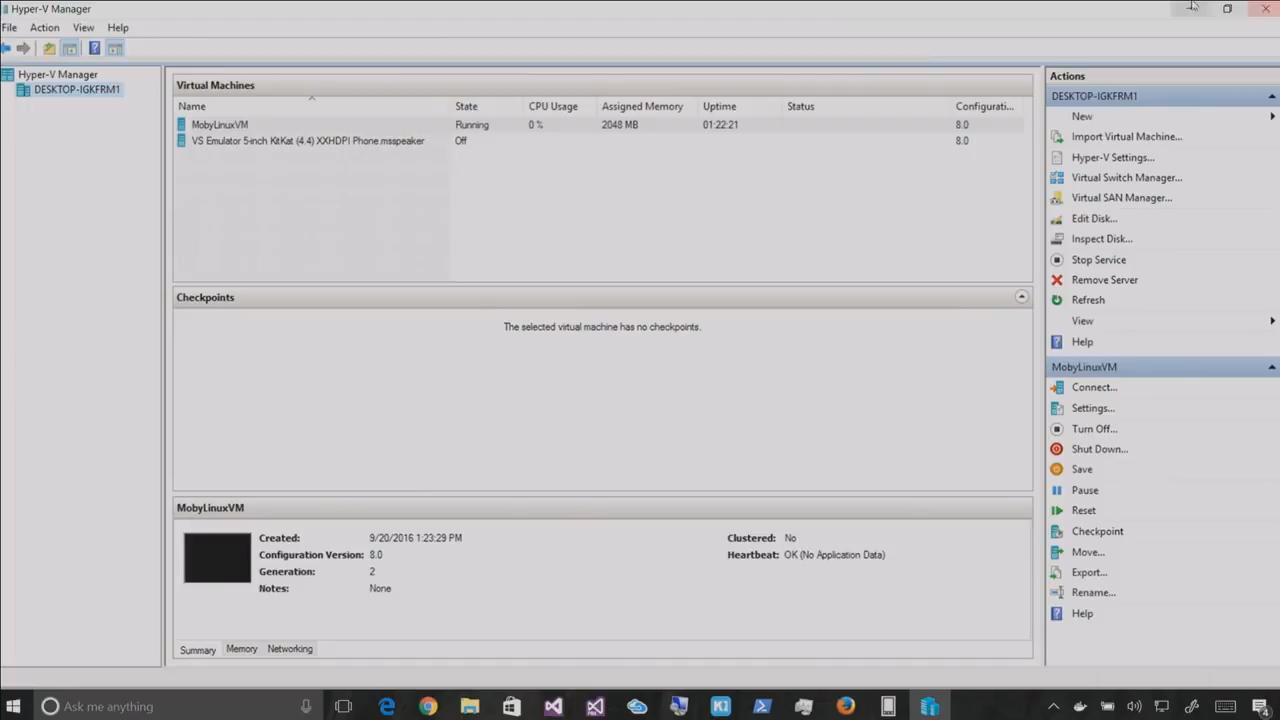 Hyper-V Manager
File Action View Help
Hyper-V Manager
DESKTOP-IGKFRM1
Virtual Machines
Name State CPU Usage Assigned Memory Uptime Status Configurati...
MobyLinuxVM Running 0 % 2048 MB 01:22:21 8.0
VS Emulator 5-inch KitKat (4.4) XXHDPI Phone.msspeaker Off 8.0
Checkpoints
The selected virtual machine has no checkpoints.
MobyLinuxVM
Created: 9/20/2016 1:23:29 PM Clustered: No
Configuration Version: 8.0 Heartbeat: OK (No Application Data)
Generation: 2
Notes: None
Summary Memory Networking
Actions
DESKTOP-IGKFRM1
New
Import Virtual Machine...
Hyper-V Settings...
Virtual Switch Manager...
Virtual SAN Manager...
Edit Disk...
Inspect Disk...
Stop Service
Remove Server
Refresh
View
Help
MobyLinuxVM
Connect...
Settings...
Turn Off...
Shut Down...
Save
Pause
Reset
Checkpoint
Move...
Export...
Rename...
Help
Ask me anything